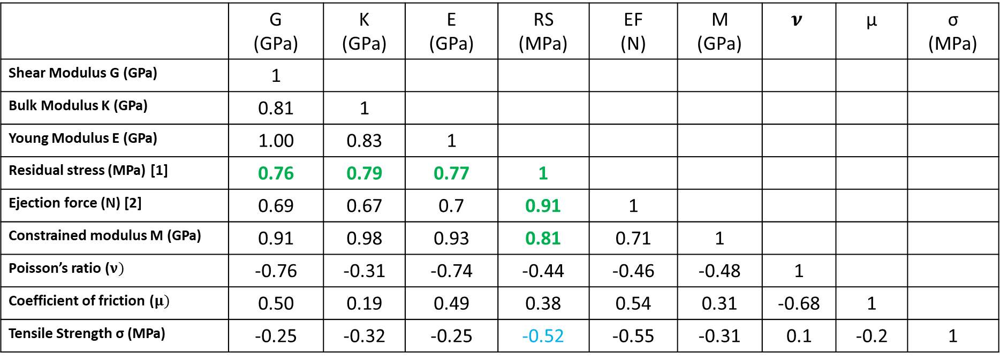 G K E RS EF M ν μ σ
(GPa) (GPa) (GPa) (MPa) (N) (GPa) (MPa)
Shear Modulus G (GPa) 1
Bulk Modulus K (GPa) 0.81 1
Young Modulus E (GPa) 1.00 0.83 1
Residual stress (MPa) [1] 0.76 0.79 0.77 1
Ejection force (N) [2] 0.69 0.67 0.7 0.91 1
Constrained modulus M (GPa) 0.91 0.98 0.93 0.81 0.71 1
Poisson’s ratio (ν) -0.76 -0.31 -0.74 -0.44 -0.46 -0.48 1
Coefficient of friction (μ) 0.50 0.19 0.49 0.38 0.54 0.31 -0.68 1
Tensile Strength σ (MPa) -0.25 -0.32 -0.25 -0.52 -0.55 -0.31 0.1 -0.2 1